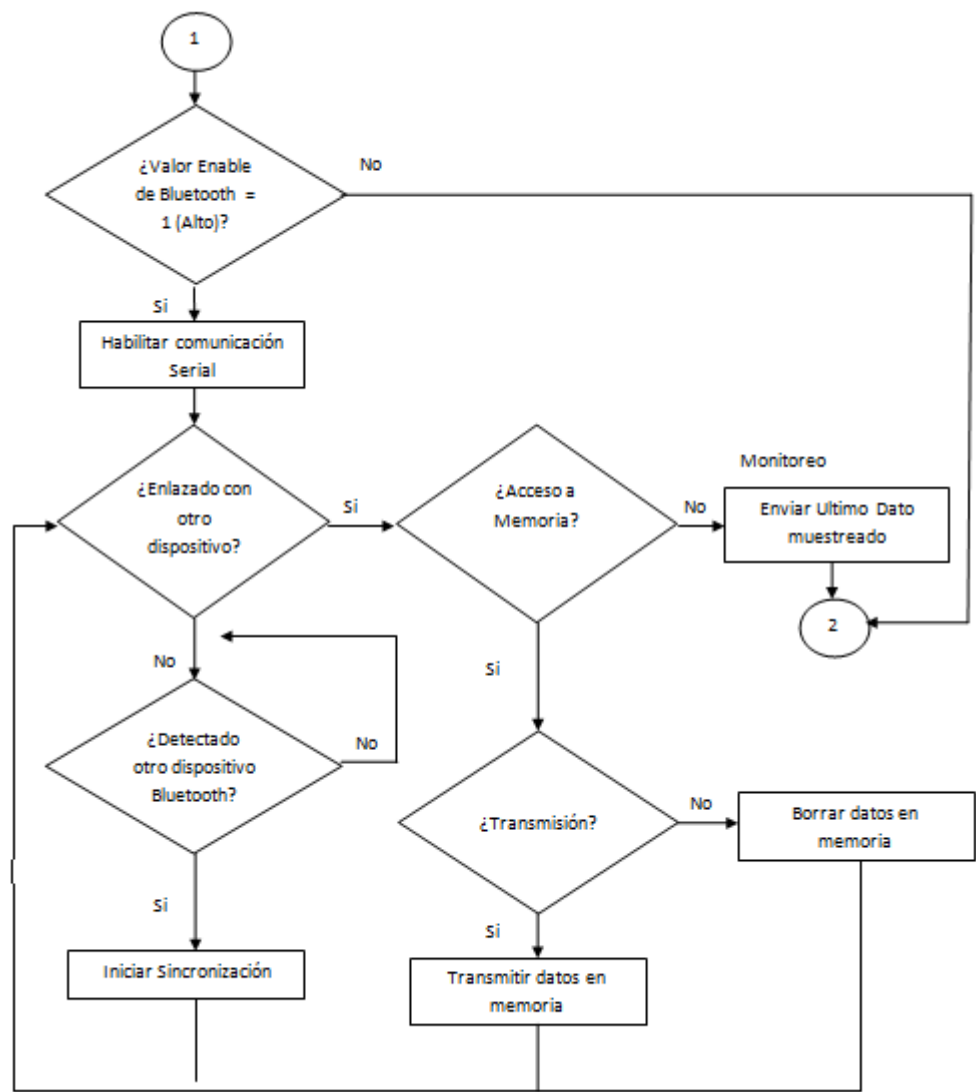 1
¿Valor Enable
de Bluetooth =
1 (Alto)?
No
Si
Habilitar comunicación
Serial
¿Enlazado con
otro
dispositivo?
Si
¿Acceso a
Memoria?
No
Monitoreo
Enviar Ultimo Dato
muestreado
2
No
Si
¿Detectado
otro dispositivo
Bluetooth?
No
¿Transmisión?
No
Borrar datos en
memoria
Si
Si
Iniciar Sincronización
Transmitir datos en
memoria